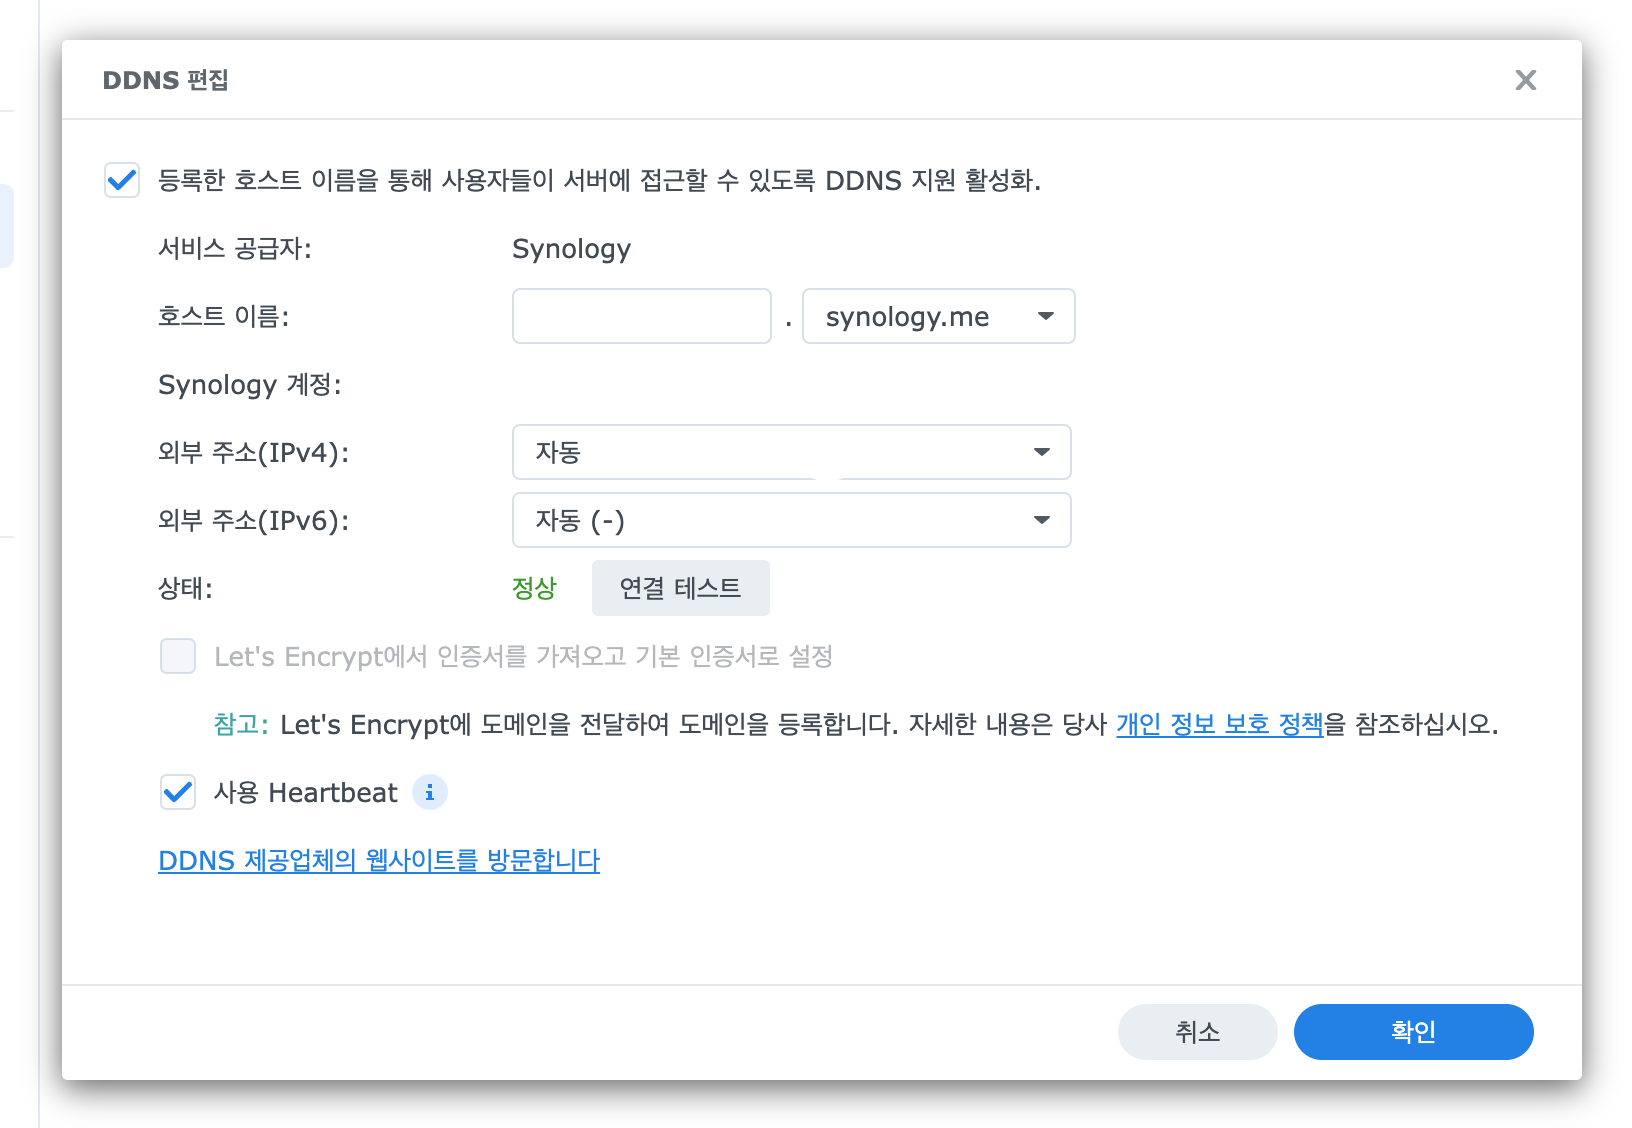 DDNS 편집
등록한 호스트 이름을 통해 사용자들이 서버에 접근할 수 있도록 DDNS 지원 활성화.
서비스 공급자: Synology
호스트 이름: . synology.me
Synology 계정:
외부 주소(IPv4): 자동
외부 주소(IPv6): 자동 (-)
상태: 정상 연결 테스트
Let's Encrypt에서 인증서를 가져오고 기본 인증서로 설정
참고: Let's Encrypt에 도메인을 전달하여 도메인을 등록합니다. 자세한 내용은 당사 개인 정보 보호 정책을 참조하십시오.
사용 Heartbeat i
DDNS 제공업체의 웹사이트를 방문합니다
취소 확인